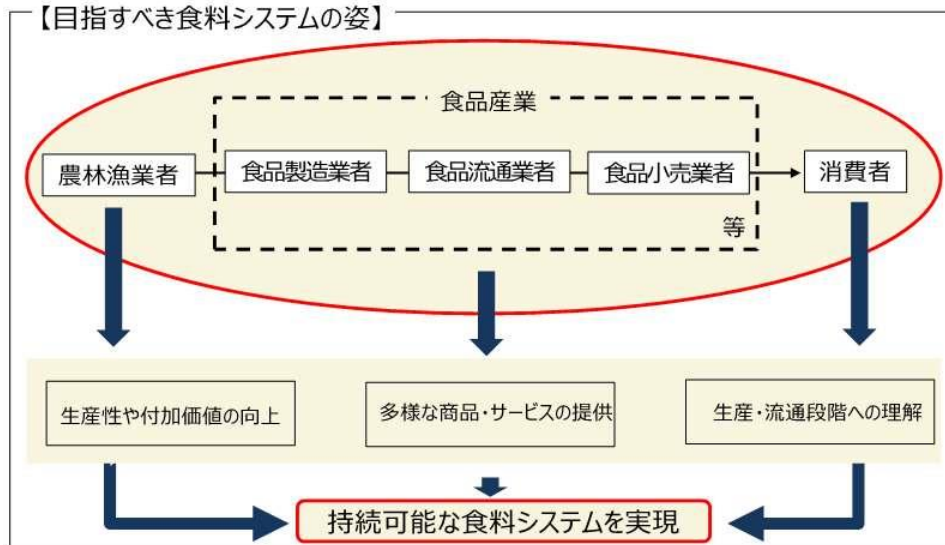 【目指すべき食料システムの姿】
食品産業
農林漁業者
食品製造業者
食品流通業者
食品小売業者
消費者
等
生産性や付加価値の向上
多様な商品・サービスの提供
生産・流通段階への理解
持続可能な食料システムを実現